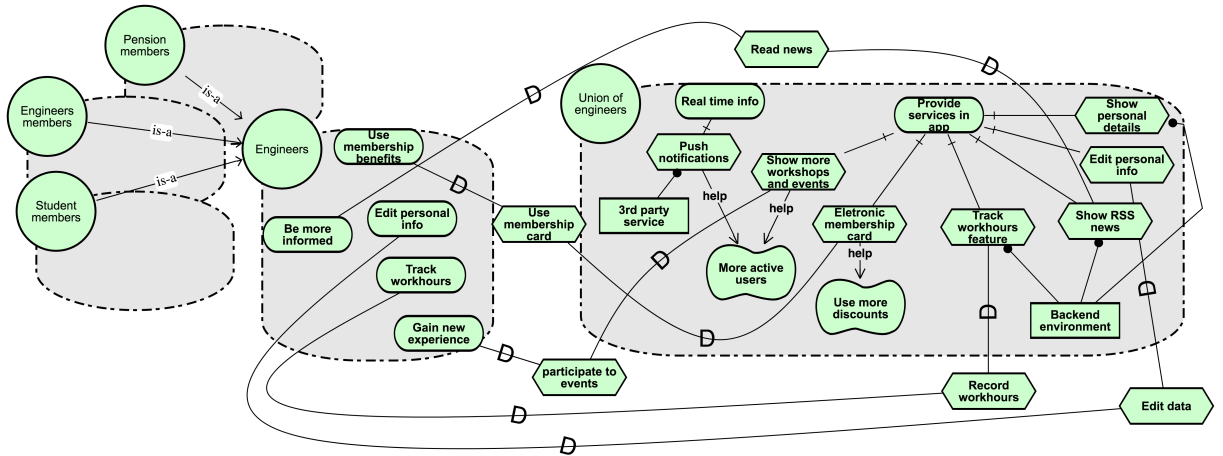 Pension
members
Engineers
members
Student
members
is-a
is-a
is-a
Engineers
Use
membership
benefits
Be more
informed
Edit personal
info
Track
workhours
Gain new
experience
D
D
D
D
D
D
D
D
D
D
Use
membership
card
participate to
events
Read news
Union of
engineers
Real time info
Push
notifications
3rd party
service
help
Show more
workshops
and events
help
More active
users
Provide
services in
app
Eletronic
membership
card
help
Use more
discounts
Track
workhours
feature
Show RSS
news
Show
personal
details
Edit personal
info
Backend
environment
Record
workhours
Edit data